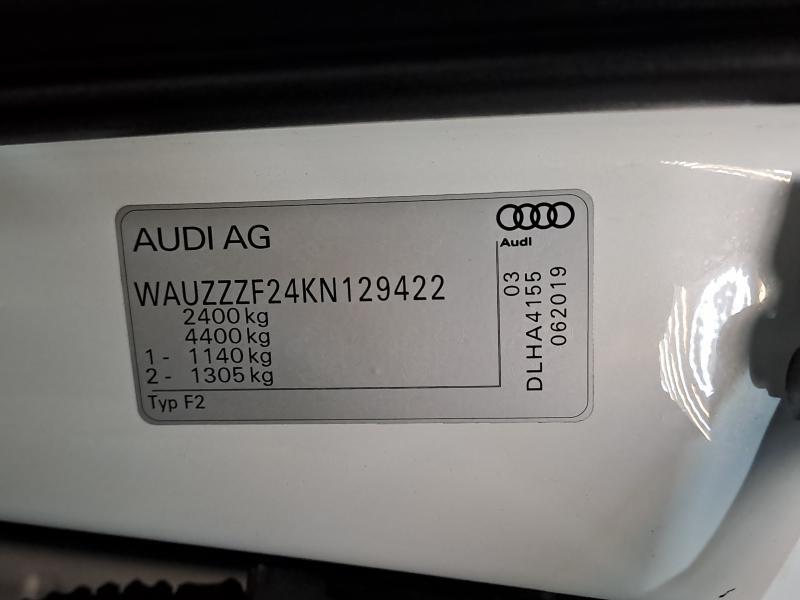 AUDI AG
Audi
WAUZZZF24KN129422
2400 kg
4400 kg
1 - 1140 kg
2 - 1305 kg
Typ F2
03
DLHA4155
062019